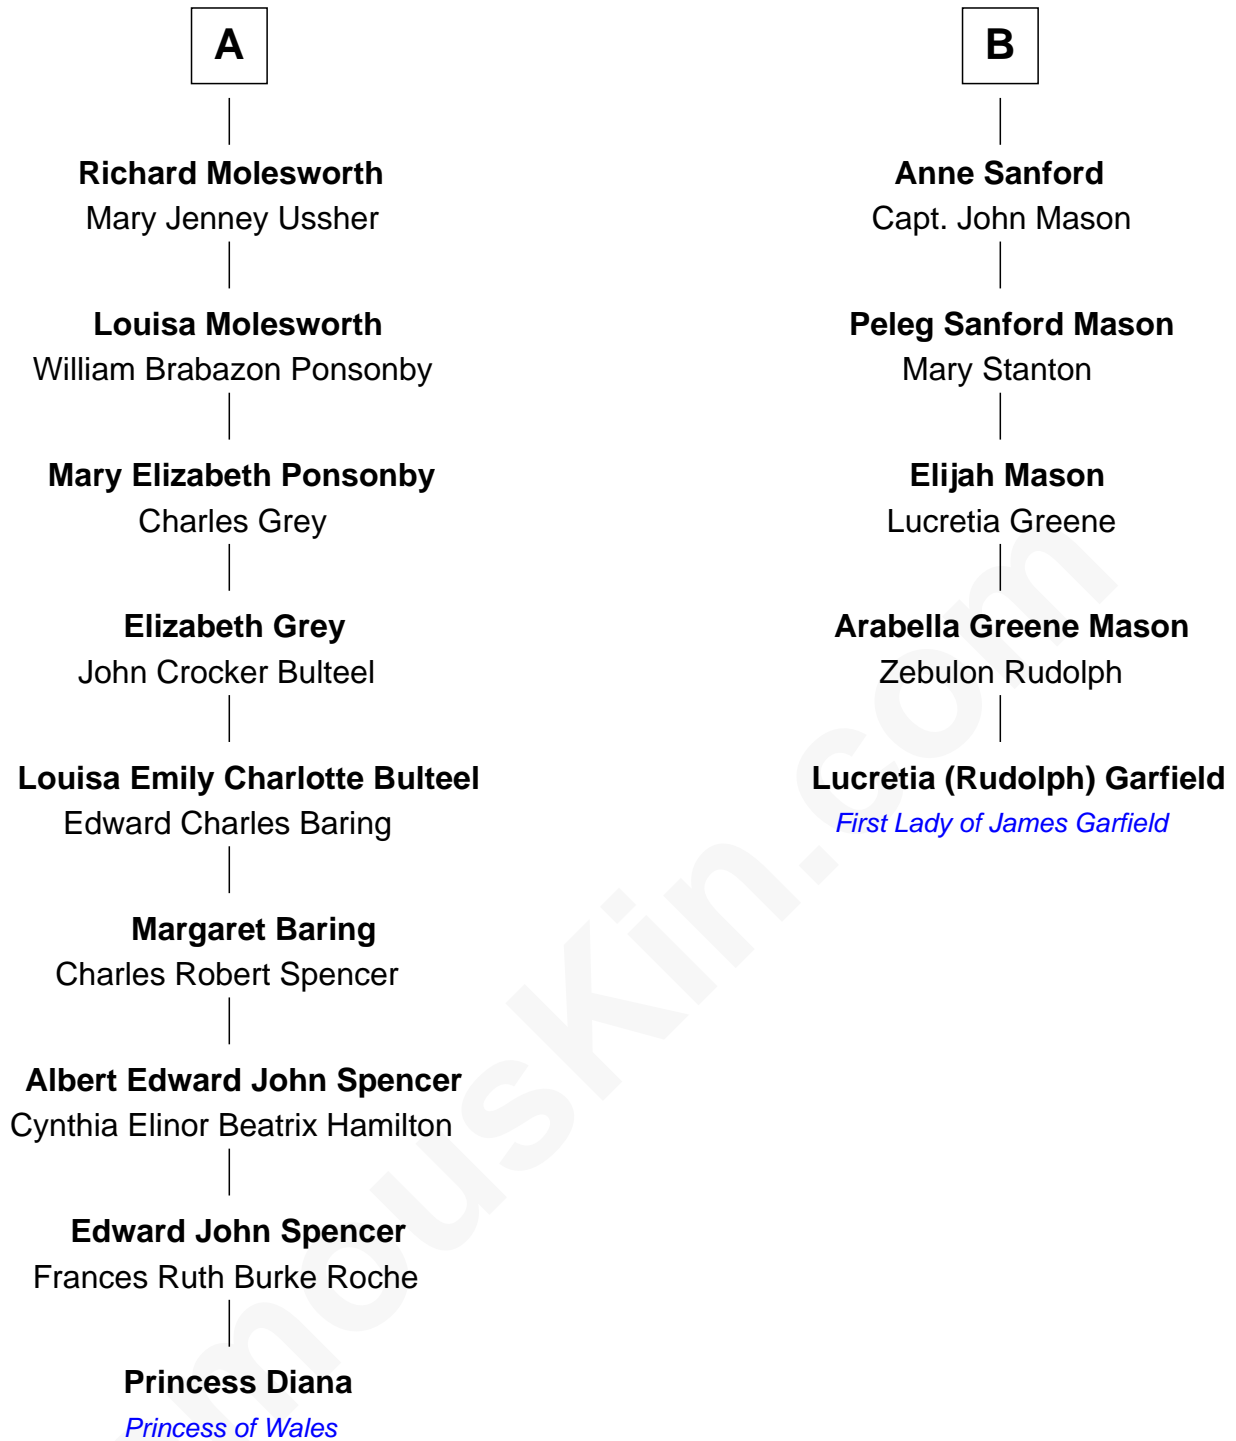 A
Richard Molesworth
Mary Jenney Ussher
Louisa Molesworth
William Brabazon Ponsonby
Mary Elizabeth Ponsonby
Charles Grey
Elizabeth Grey
John Crocker Bulteel
Louisa Emily Charlotte Bulteel
Edward Charles Baring
Margaret Baring
Charles Robert Spencer
Albert Edward John Spencer
Cynthia Elinor Beatrix Hamilton
Edward John Spencer
Frances Ruth Burke Roche
Princess Diana
Princess of Wales
B
Anne Sanford
Capt. John Mason
Peleg Sanford Mason
Mary Stanton
Elijah Mason
Lucretia Greene
Arabella Greene Mason
Zebulon Rudolph
Lucretia (Rudolph) Garfield
First Lady of James Garfield
mousKin.com